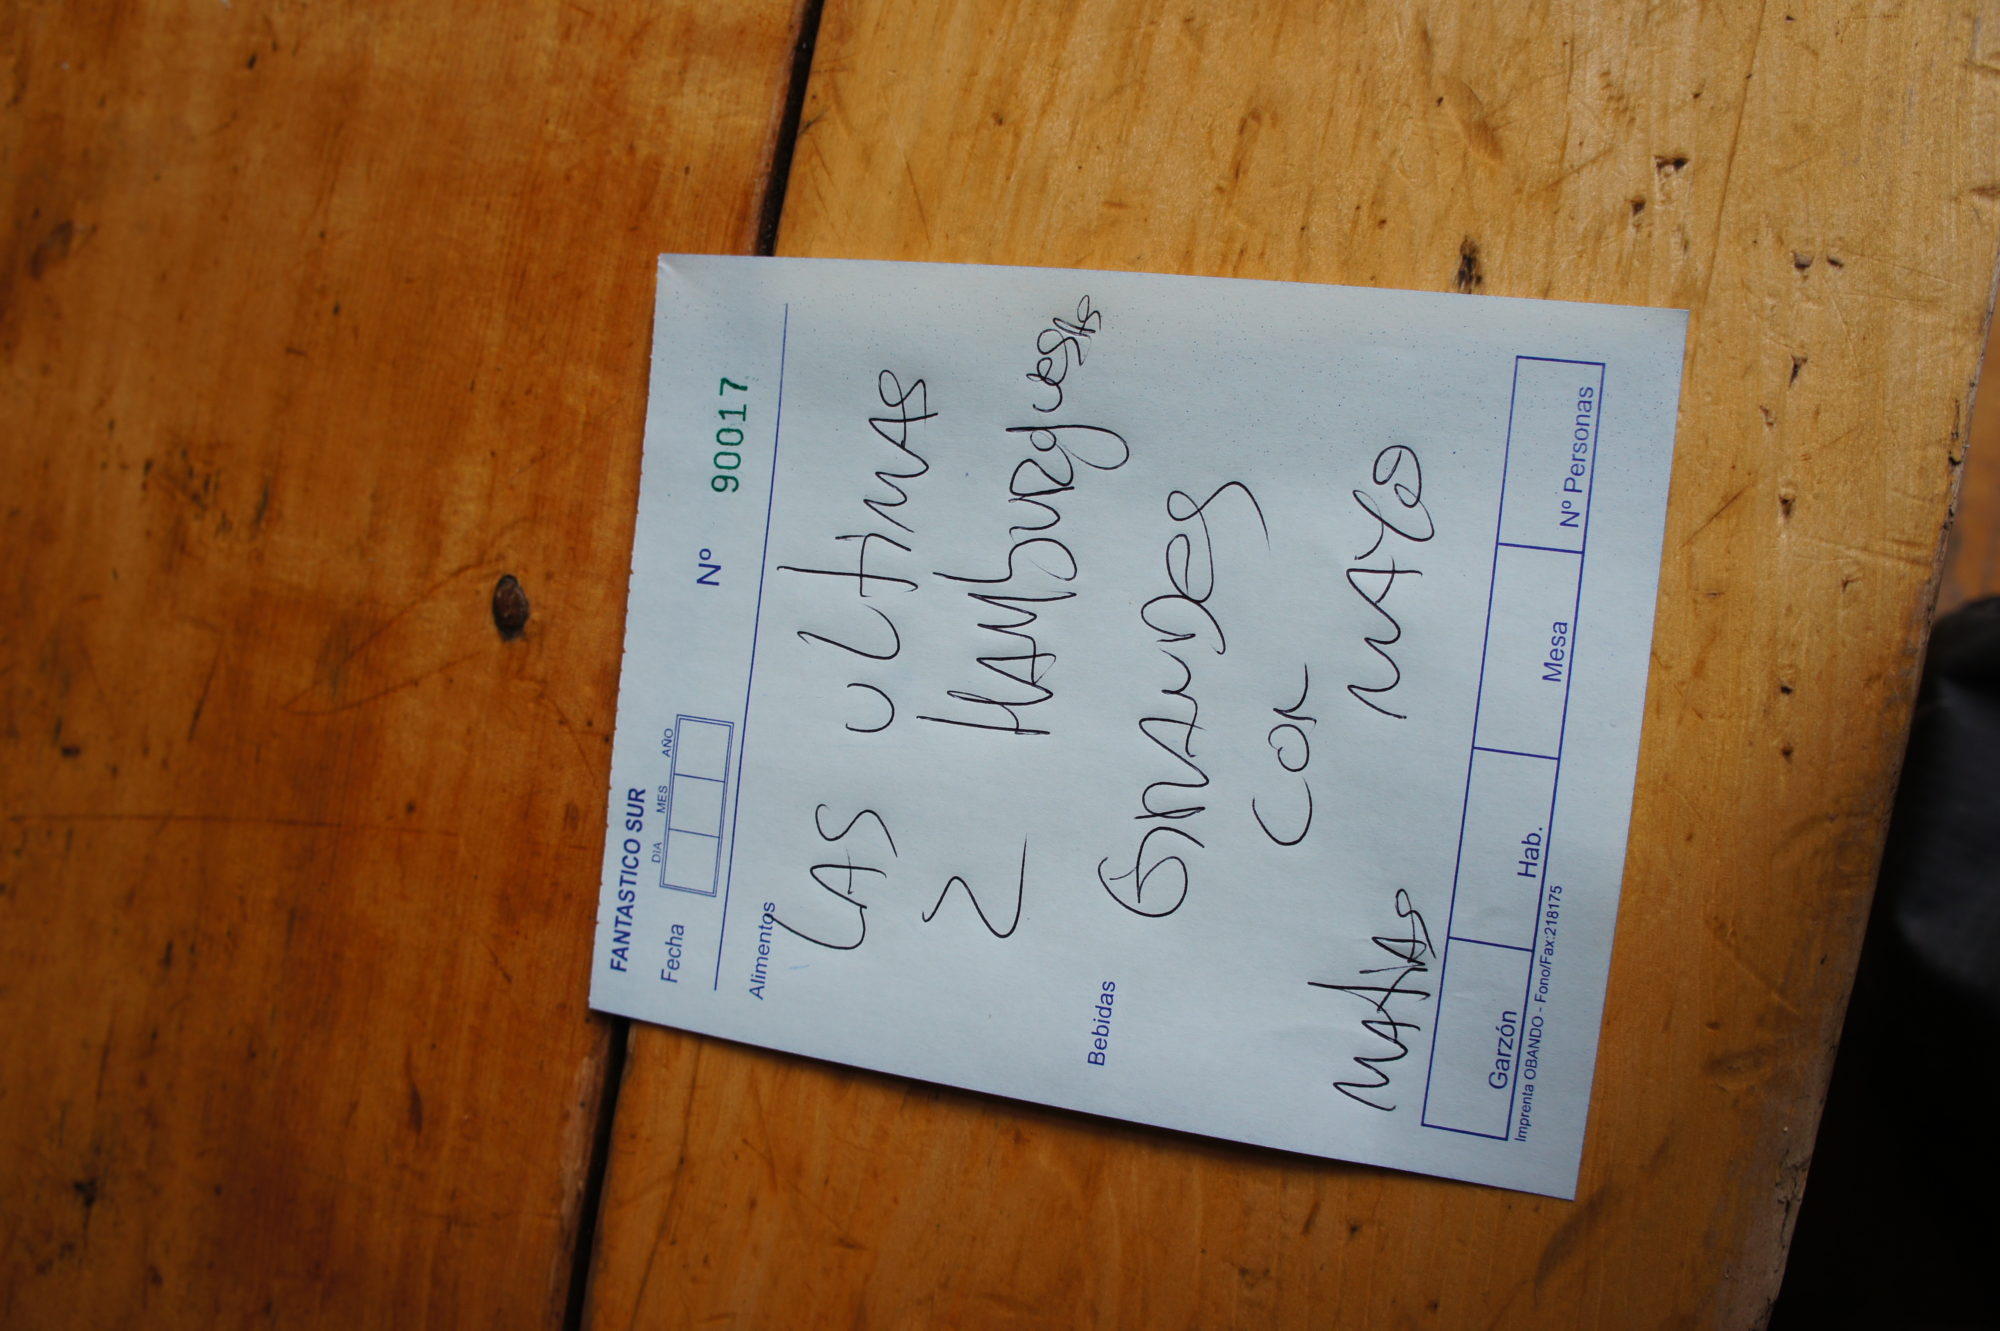 FANTASTICO SUR
DIA MES AÑO
Fecha
Nº 90017
Alimentos
LAS ULtiMAS
2 HAMbURguesAs
Bebidas
GRANDES
con
MAtiAs MAYO
Garzón Hab. Mesa Nº Personas
Imprenta OBANDO - Fono/Fax:218175